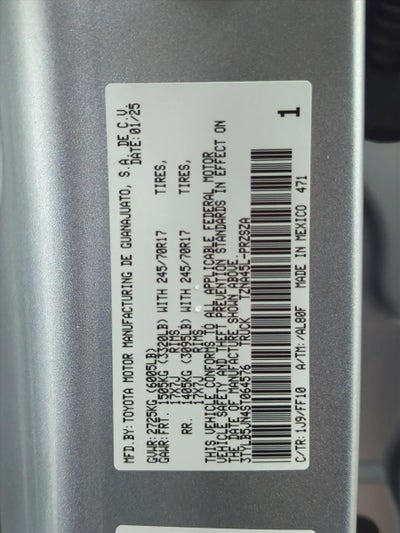 MFD.BY: TOYOTA MOTOR MANUFACTURING DE GUANAJUATO, S.A. DE C.V.
DATE: 01/25
GVWR: 2725KG (6005LB)
GAWR: FRT. 1505KG (3320LB) WITH 245/70R17 TIRES,
17X7J RIMS,
RR. 1405KG (3095LB) WITH 245/70R17 TIRES,
17X7J RIMS.
THIS VEHICLE CONFORMS TO ALL APPLICABLE FEDERAL MOTOR
VEHICLE SAFETY AND THEFT PREVENTION STANDARDS IN EFFECT ON
THE DATE OF MANUFACTURE SHOWN ABOVE.
3TYLB5JN4ST064576 TRUCK TZNA45L-PRZSZA
C/TR: 1J9/FF10 A/TM: /AL80F MADE IN MEXICO 471
1